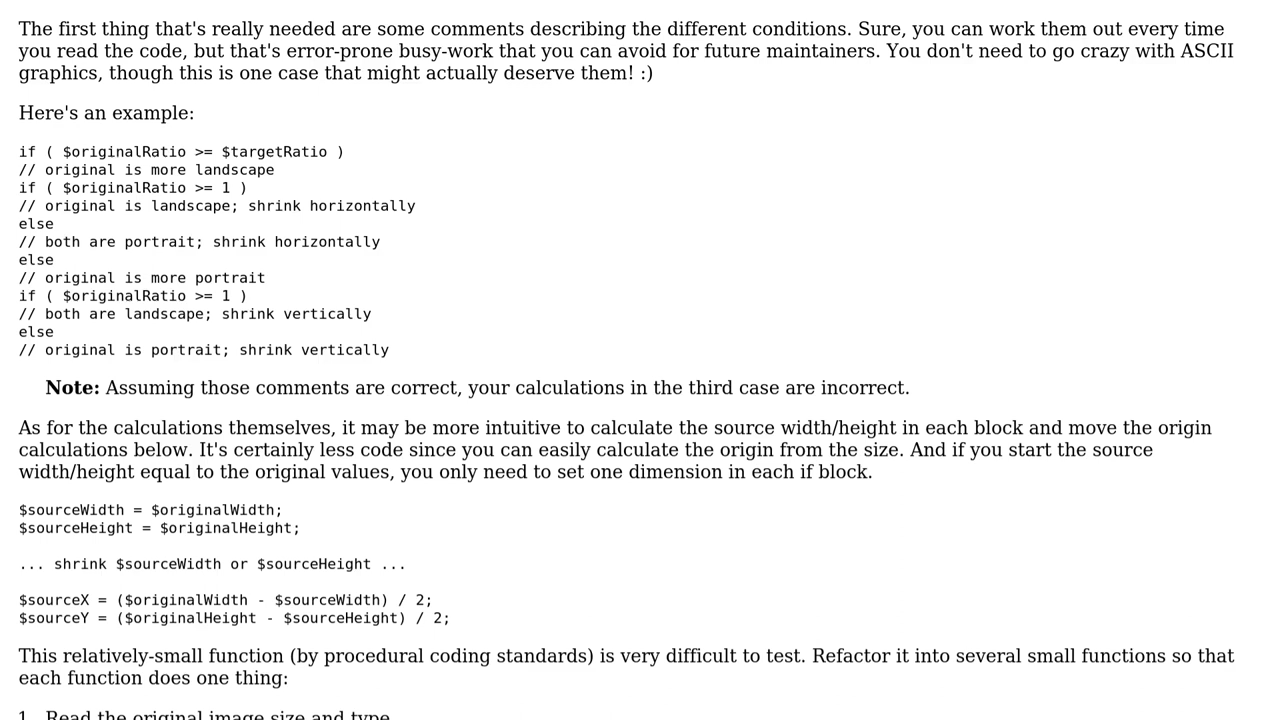 The first thing that's really needed are some comments describing the different conditions. Sure, you can work them out every time
you read the code, but that's error-prone busy-work that you can avoid for future maintainers. You don't need to go crazy with ASCII
graphics, though this is one case that might actually deserve them! :)
Here's an example:
if ( $originalRatio >= $targetRatio )
// original is more landscape
if ( $originalRatio >= 1 )
// original is landscape; shrink horizontally
else
// both are portrait; shrink horizontally
else
// original is more portrait
if ( $originalRatio >= 1 )
// both are landscape; shrink vertically
else
// original is portrait; shrink vertically
Note: Assuming those comments are correct, your calculations in the third case are incorrect.
As for the calculations themselves, it may be more intuitive to calculate the source width/height in each block and move the origin
calculations below. It's certainly less code since you can easily calculate the origin from the size. And if you start the source
width/height equal to the original values, you only need to set one dimension in each if block.
$sourceWidth = $originalWidth;
$sourceHeight = $originalHeight;
... shrink $sourceWidth or $sourceHeight ...
$sourceX = ($originalWidth - $sourceWidth) / 2;
$sourceY = ($originalHeight - $sourceHeight) / 2;
This relatively-small function (by procedural coding standards) is very difficult to test. Refactor it into several small functions so that
each function does one thing:
1. Read the original image size and type